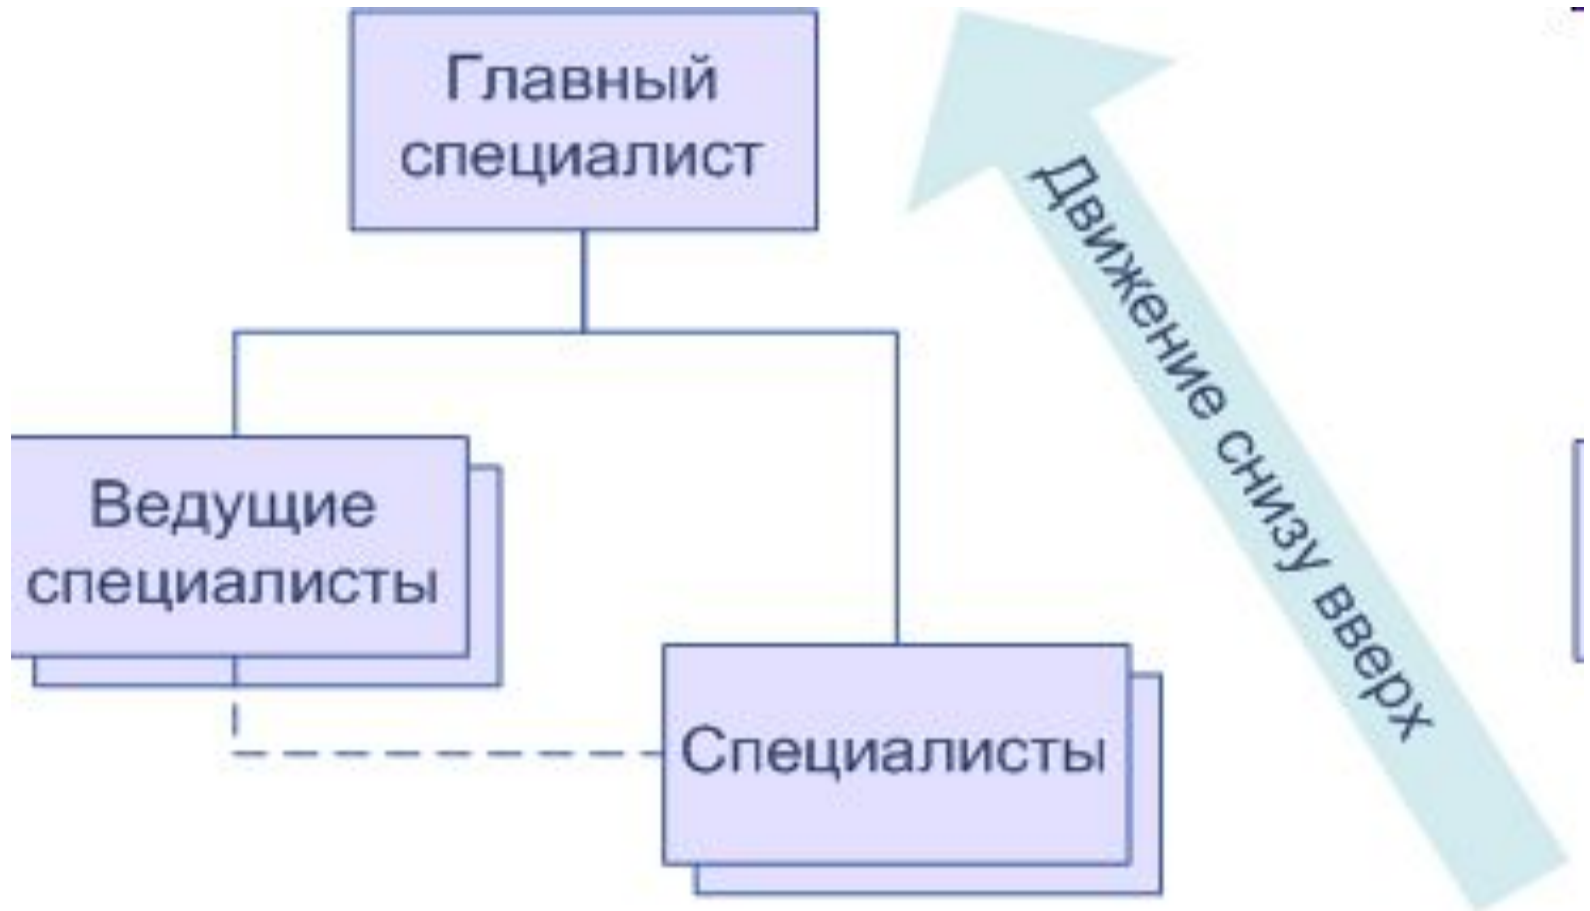 Главный
специалист
Движение снизу вверх
Ведущие
специалисты
Специалисты